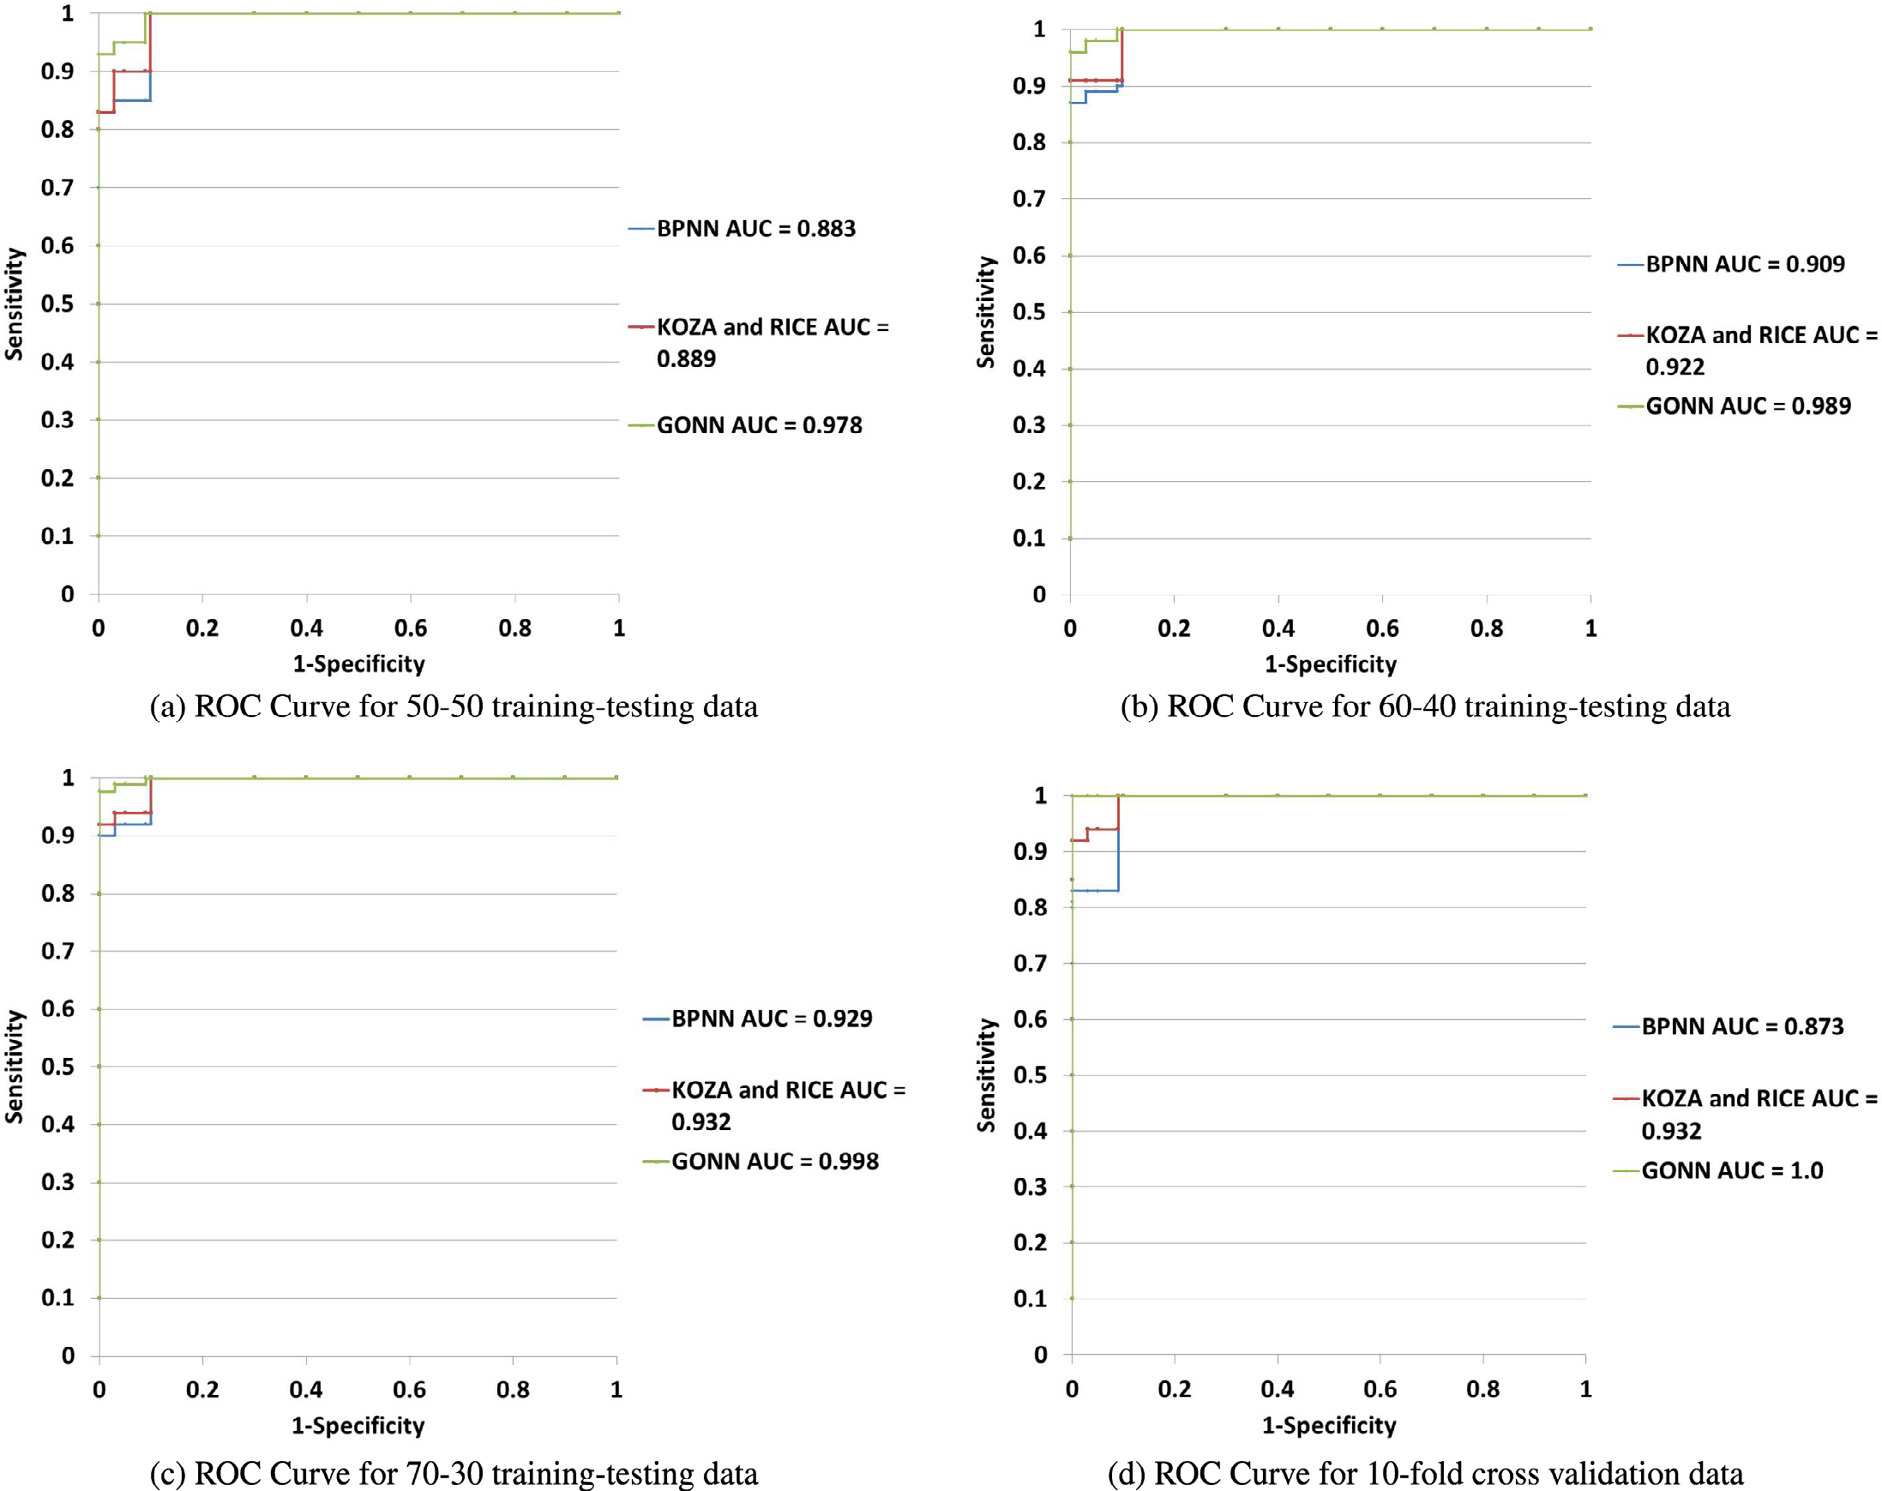 1
0.9
0.8
0.7
0.6
0.5
0.4
0.3
0.2
0.1
0
0 0.2 0.4 0.6 0.8 1
Sensitivity
1-Specificity
BPNN AUC = 0.883
KOZA and RICE AUC =
0.889
GONN AUC = 0.978
(a) ROC Curve for 50-50 training-testing data
1
0.9
0.8
0.7
0.6
0.5
0.4
0.3
0.2
0.1
0
0 0.2 0.4 0.6 0.8 1
Sensitivity
1-Specificity
BPNN AUC = 0.909
KOZA and RICE AUC =
0.922
GONN AUC = 0.989
(b) ROC Curve for 60-40 training-testing data
1
0.9
0.8
0.7
0.6
0.5
0.4
0.3
0.2
0.1
0
0 0.2 0.4 0.6 0.8 1
Sensitivity
1-Specificity
BPNN AUC = 0.929
KOZA and RICE AUC =
0.932
GONN AUC = 0.998
(c) ROC Curve for 70-30 training-testing data
1
0.9
0.8
0.7
0.6
0.5
0.4
0.3
0.2
0.1
0
0 0.2 0.4 0.6 0.8 1
Sensitivity
1-Specificity
BPNN AUC = 0.873
KOZA and RICE AUC =
0.932
GONN AUC = 1.0
(d) ROC Curve for 10-fold cross validation data